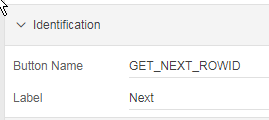 Identification
Button Name GET_NEXT_ROWID
Label Next